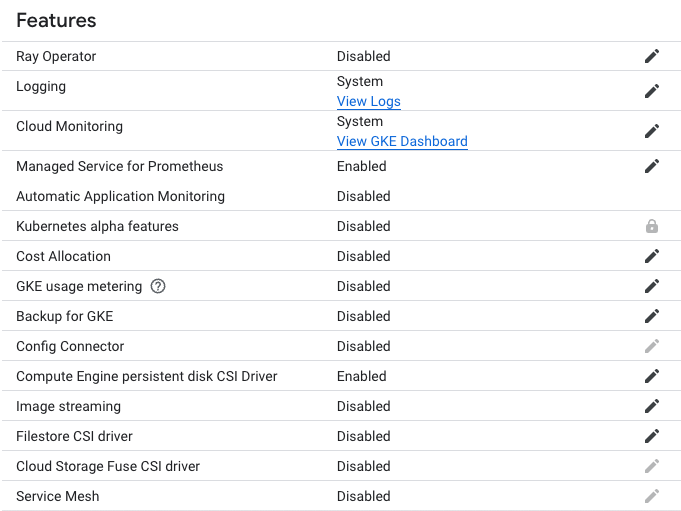 Features
Ray Operator Disabled
Logging System
View Logs
Cloud Monitoring System
View GKE Dashboard
Managed Service for Prometheus Enabled
Automatic Application Monitoring Disabled
Kubernetes alpha features Disabled
Cost Allocation Disabled
GKE usage metering Disabled
Backup for GKE Disabled
Config Connector Disabled
Compute Engine persistent disk CSI Driver Enabled
Image streaming Disabled
Filestore CSI driver Disabled
Cloud Storage Fuse CSI driver Disabled
Service Mesh Disabled